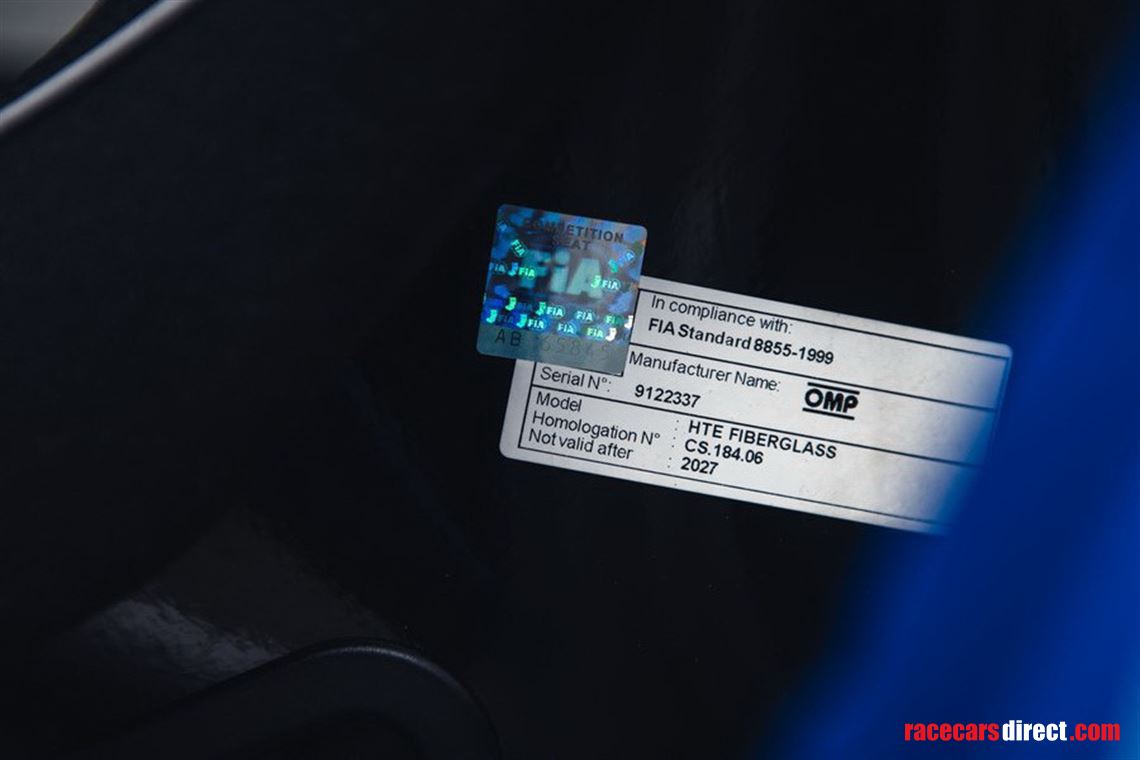 COMPETITION
SEAT
FiA
AB
In compliance with:
FIA Standard 8855-1999
Manufacturer Name: OMP
Serial N°: 9122337
Model : HTE FIBERGLASS
Homologation N° : CS.184.06
Not valid after : 2027
racecarsdirect.com